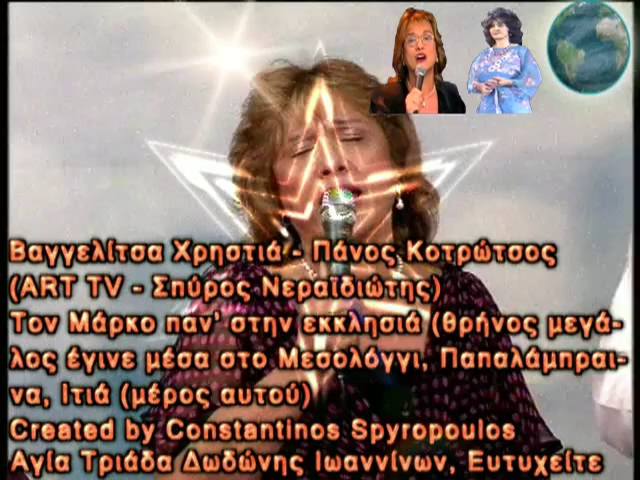 Βαγγελίτσα Χρηστιά - Πάνος Κοτρώτσος
(ART TV - Σπύρος Νεραϊδιώτης)
Τον Μάρκο παν' στην εκκλησιά (θρήνος μεγά-
λος έγινε μέσα στο Μεσολόγγι, Παπαλάμπραι-
να, Ιτιά (μέρος αυτού)
Created by Constantinos Spyropoulos
Αγία Τριάδα Δωδώνης Ιωαννίνων, Ευτυχείτε